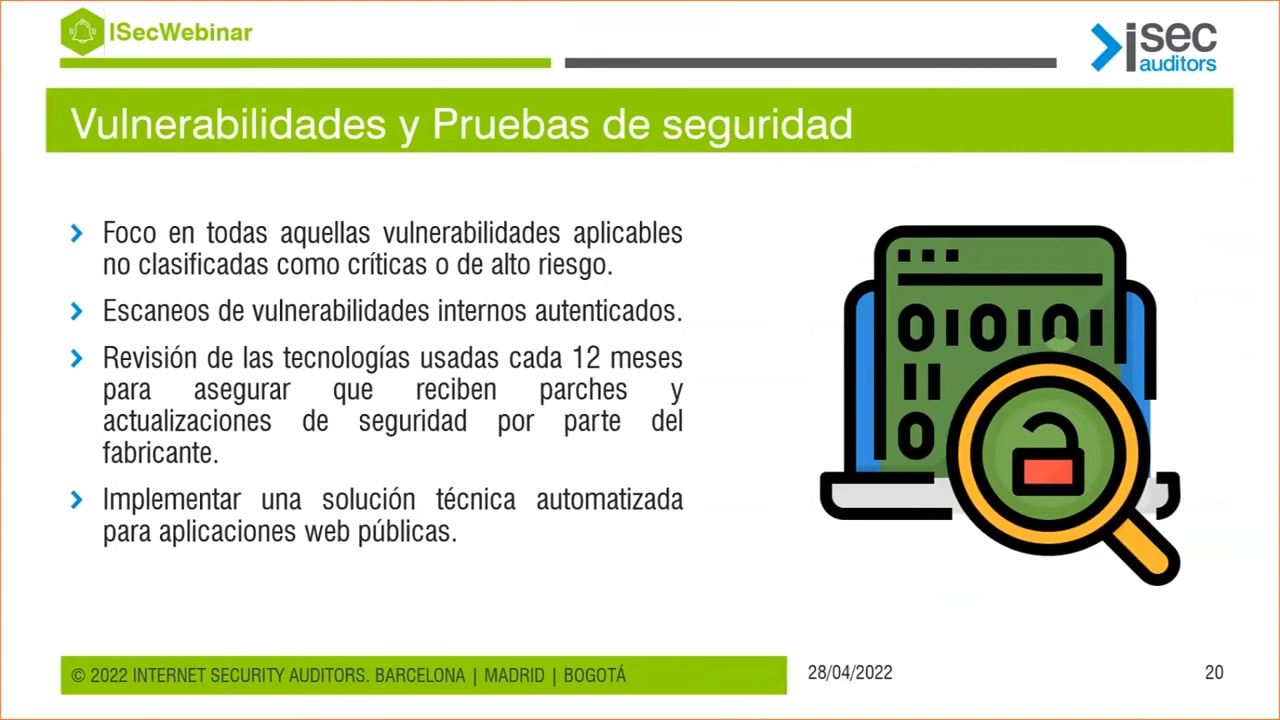 ISecWebinar
isec
auditors
Vulnerabilidades y Pruebas de seguridad
Foco en todas aquellas vulnerabilidades aplicables
no clasificadas como críticas o de alto riesgo.
Escaneos de vulnerabilidades internos autenticados.
Revisión de las tecnologías usadas cada 12 meses
para asegurar que reciben parches y
actualizaciones de seguridad por parte del
fabricante.
Implementar una solución técnica automatizada
para aplicaciones web públicas.
010101
11
0
© 2022 INTERNET SECURITY AUDITORS. BARCELONA | MADRID | BOGOTÁ
28/04/2022
20